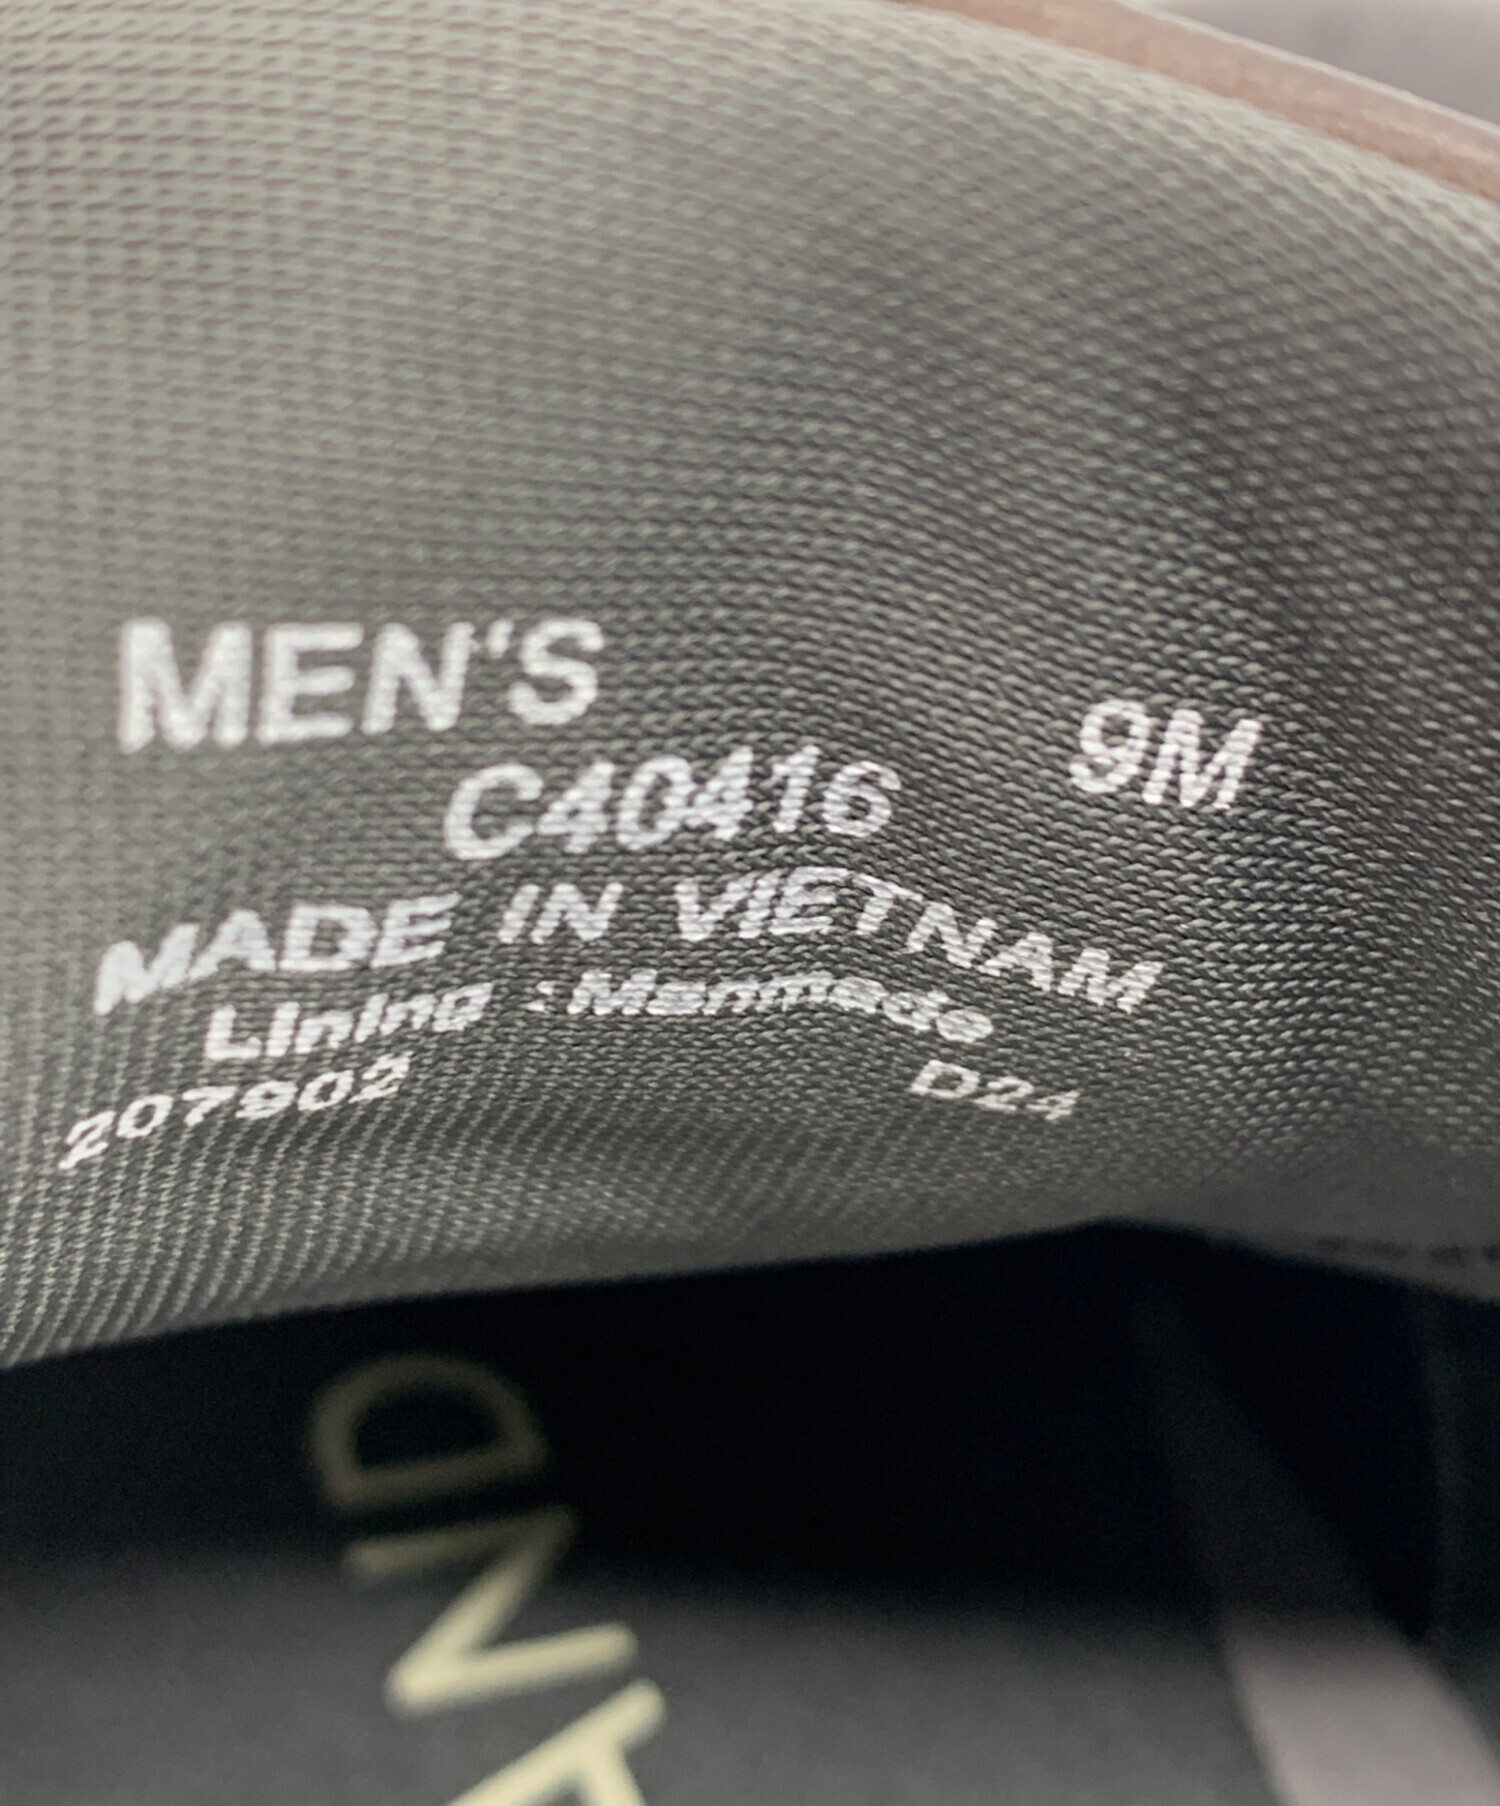 MEN'S
C40416 9M
MADE IN VIETNAM
Lining : Manmade
207902 D24